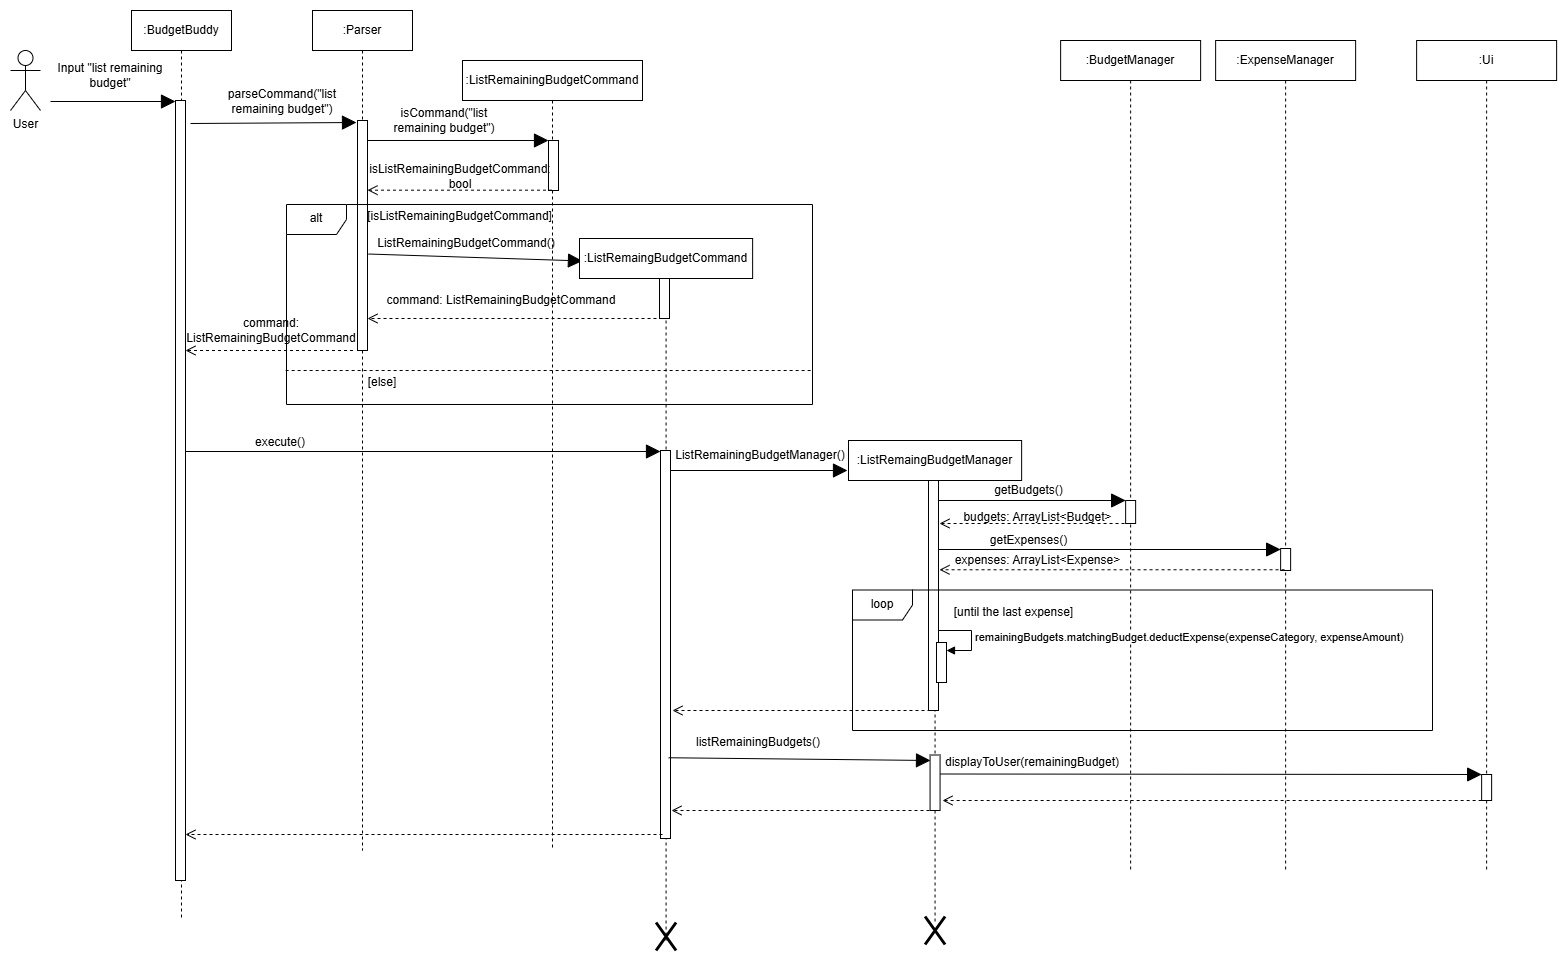 :BudgetBuddy
:Parser
:ListRemainingBudgetCommand
:BudgetManager
:ExpenseManager
:Ui
User
Input "list remaining
budget"
parseCommand("list
remaining budget")
isCommand("list
remaining budget")
isListRemainingBudgetCommand:
bool
alt
[isListRemainingBudgetCommand]
ListRemainingBudgetCommand()
:ListRemaingBudgetCommand
command: ListRemainingBudgetCommand
command:
ListRemainingBudgetCommand
[else]
execute()
ListRemainingBudgetManager()
:ListRemaingBudgetManager
getBudgets()
budgets: ArrayList<Budget>
getExpenses()
expenses: ArrayList<Expense>
loop
[until the last expense]
remainingBudgets.matchingBudget.deductExpense(expenseCategory, expenseAmount)
listRemainingBudgets()
displayToUser(remainingBudget)